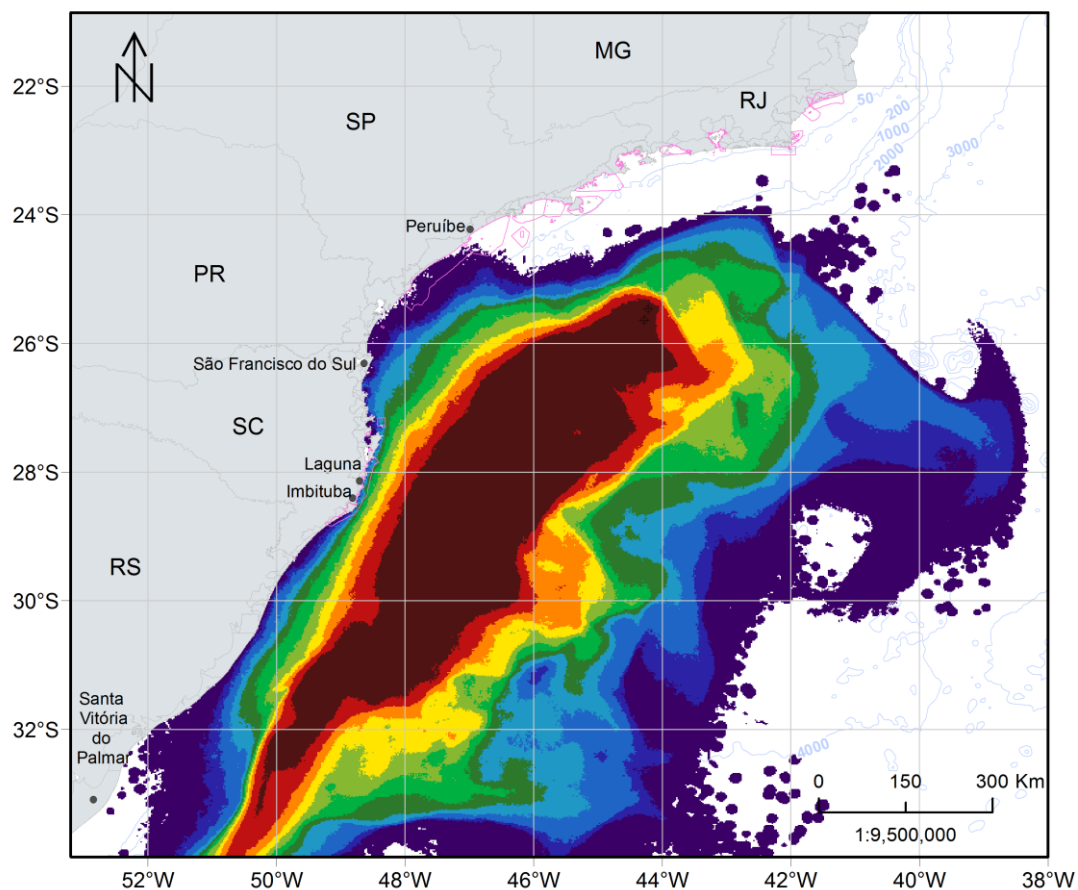 N
MG
22°S
RJ
50
200
1000
2000
3000
SP
24°S
Peruíbe
PR
26°S
São Francisco do Sul
SC
28°S
Laguna
Imbituba
RS
30°S
Santa
Vitória
do
Palmar
32°S
4000
0 150 300 Km
1:9,500,000
52°W 50°W 48°W 46°W 44°W 42°W 40°W 38°W